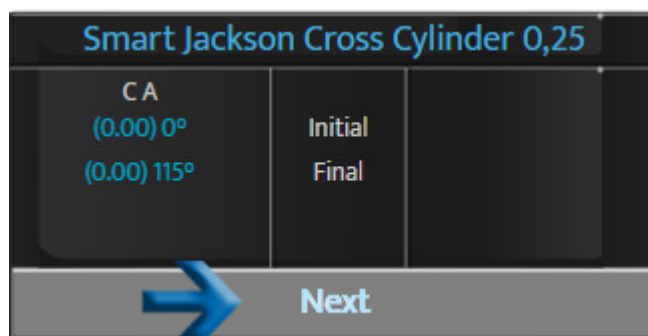 Smart Jackson Cross Cylinder 0,25
C A
(0.00) 0º Initial
(0.00) 115º Final
Next